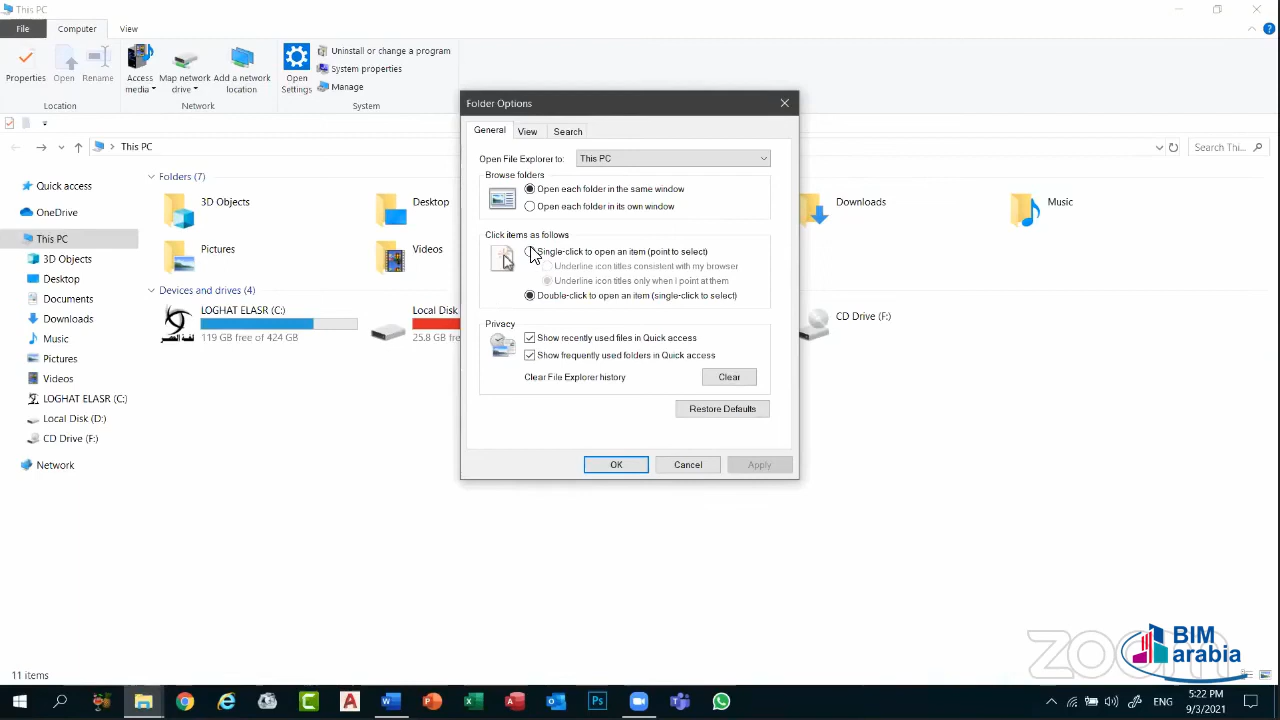 This PC
File
Computer
View
Properties
Open
Rename
Access media
Map network drive
Add a network location
Open Settings
Uninstall or change a program
System properties
Manage
Location
Network
System
This PC
Search Thi...
Quick access
OneDrive
This PC
3D Objects
Desktop
Documents
Downloads
Music
Pictures
Videos
LOGHAT ELASR (C:)
Local Disk (D:)
CD Drive (F:)
Network
Folders (7)
3D Objects
Desktop
Downloads
Music
Pictures
Videos
Devices and drives (4)
LOGHAT ELASR (C:)
119 GB free of 424 GB
Local Disk
25.8 GB f
CD Drive (F:)
Folder Options
General
View
Search
Open File Explorer to:
This PC
Browse folders
Open each folder in the same window
Open each folder in its own window
Click items as follows
Single-click to open an item (point to select)
Underline icon titles consistent with my browser
Underline icon titles only when I point at them
Double-click to open an item (single-click to select)
Privacy
Show recently used files in Quick access
Show frequently used folders in Quick access
Clear File Explorer history
Clear
Restore Defaults
OK
Cancel
Apply
zoom
BIM
arabia
11 items
ENG
5:22 PM
9/3/2021